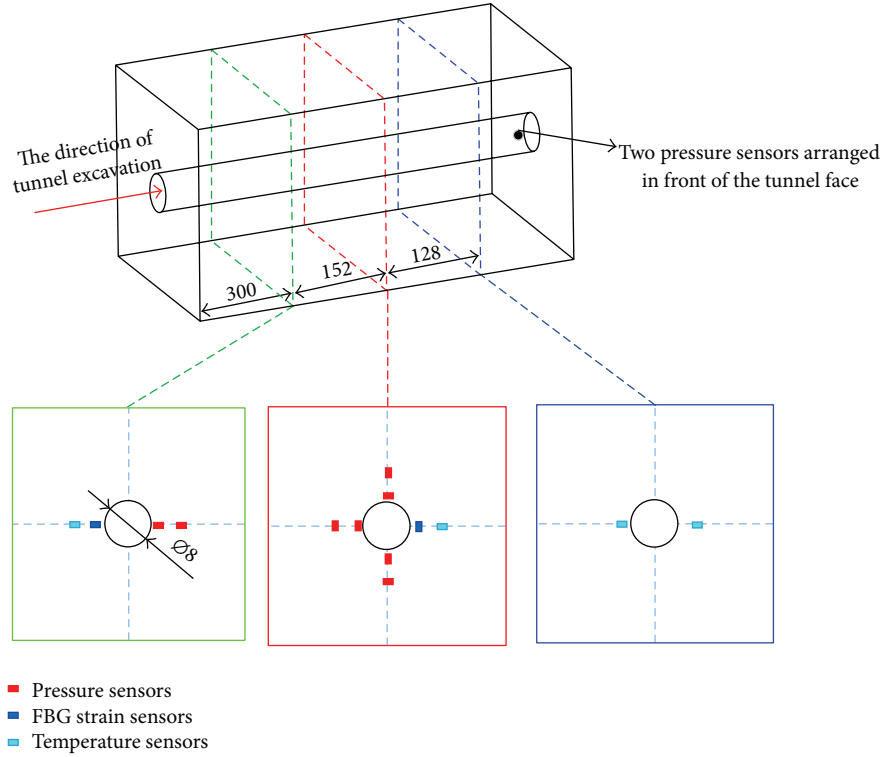 The direction of
tunnel excavation
Two pressure sensors arranged
in front of the tunnel face
300
152
128
Ø8
Pressure sensors
FBG strain sensors
Temperature sensors